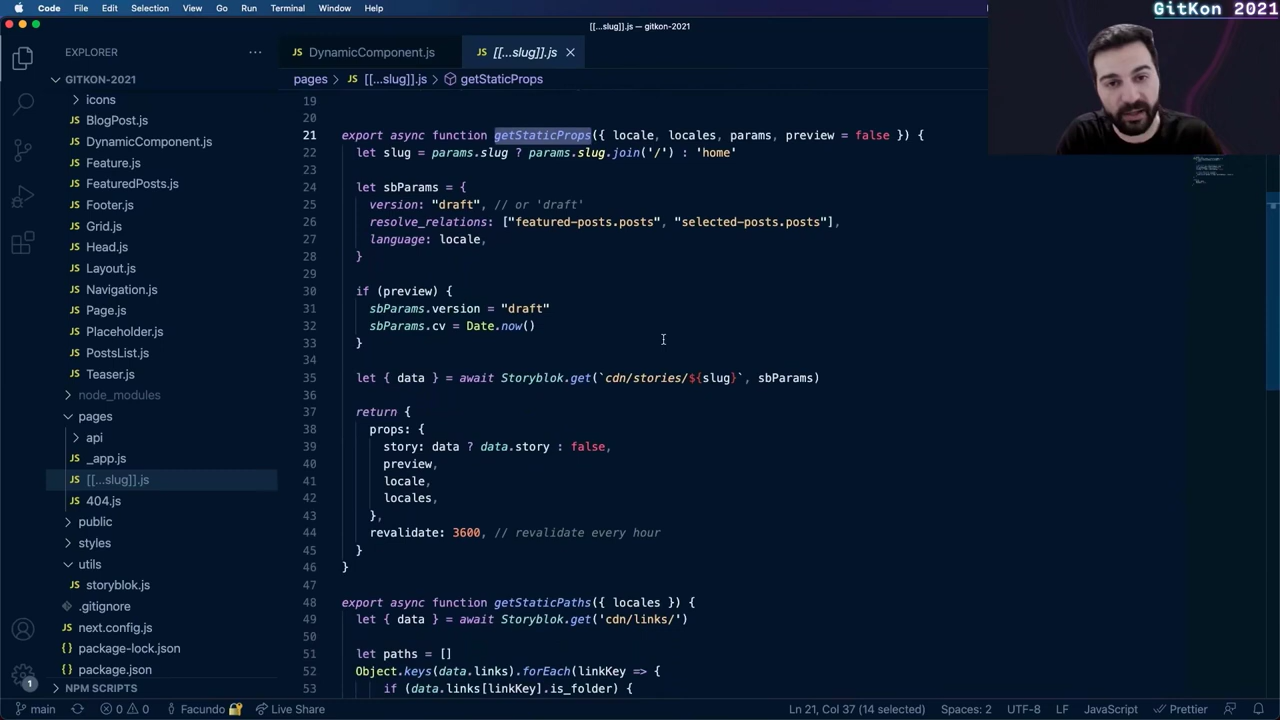 Code File Edit Selection View Go Run Terminal Window Help
GitKon 2021
[[...slug]].js — gitkon-2021
EXPLORER
GITKON-2021
icons
BlogPost.js
DynamicComponent.js
Feature.js
FeaturedPosts.js
Footer.js
Grid.js
Head.js
Layout.js
Navigation.js
Page.js
Placeholder.js
PostsList.js
Teaser.js
node_modules
pages
api
_app.js
[[...slug]].js
404.js
public
styles
utils
storyblok.js
.gitignore
next.config.js
package-lock.json
package.json
NPM SCRIPTS
1
DynamicComponent.js
[[...slug]].js
pages > [[...slug]].js > getStaticProps
19
20
21 export async function getStaticProps({ locale, locales, params, preview = false }) {
22 let slug = params.slug ? params.slug.join('/') : 'home'
23
24 let sbParams = {
25 version: "draft", // or 'draft'
26 resolve_relations: ["featured-posts.posts", "selected-posts.posts"],
27 language: locale,
28 }
29
30 if (preview) {
31 sbParams.version = "draft"
32 sbParams.cv = Date.now()
33 }
34
35 let { data } = await Storyblok.get(`cdn/stories/${slug}`, sbParams)
36
37 return {
38 props: {
39 story: data ? data.story : false,
40 preview,
41 locale,
42 locales,
43 },
44 revalidate: 3600, // revalidate every hour
45 }
46 }
47
48 export async function getStaticPaths({ locales }) {
49 let { data } = await Storyblok.get('cdn/links/')
50
51 let paths = []
52 Object.keys(data.links).forEach(linkKey => {
53 if (data.links[linkKey].is_folder) {
main 0 0 Facundo Live Share Ln 21, Col 37 (14 selected) Spaces: 2 UTF-8 LF JavaScript Prettier